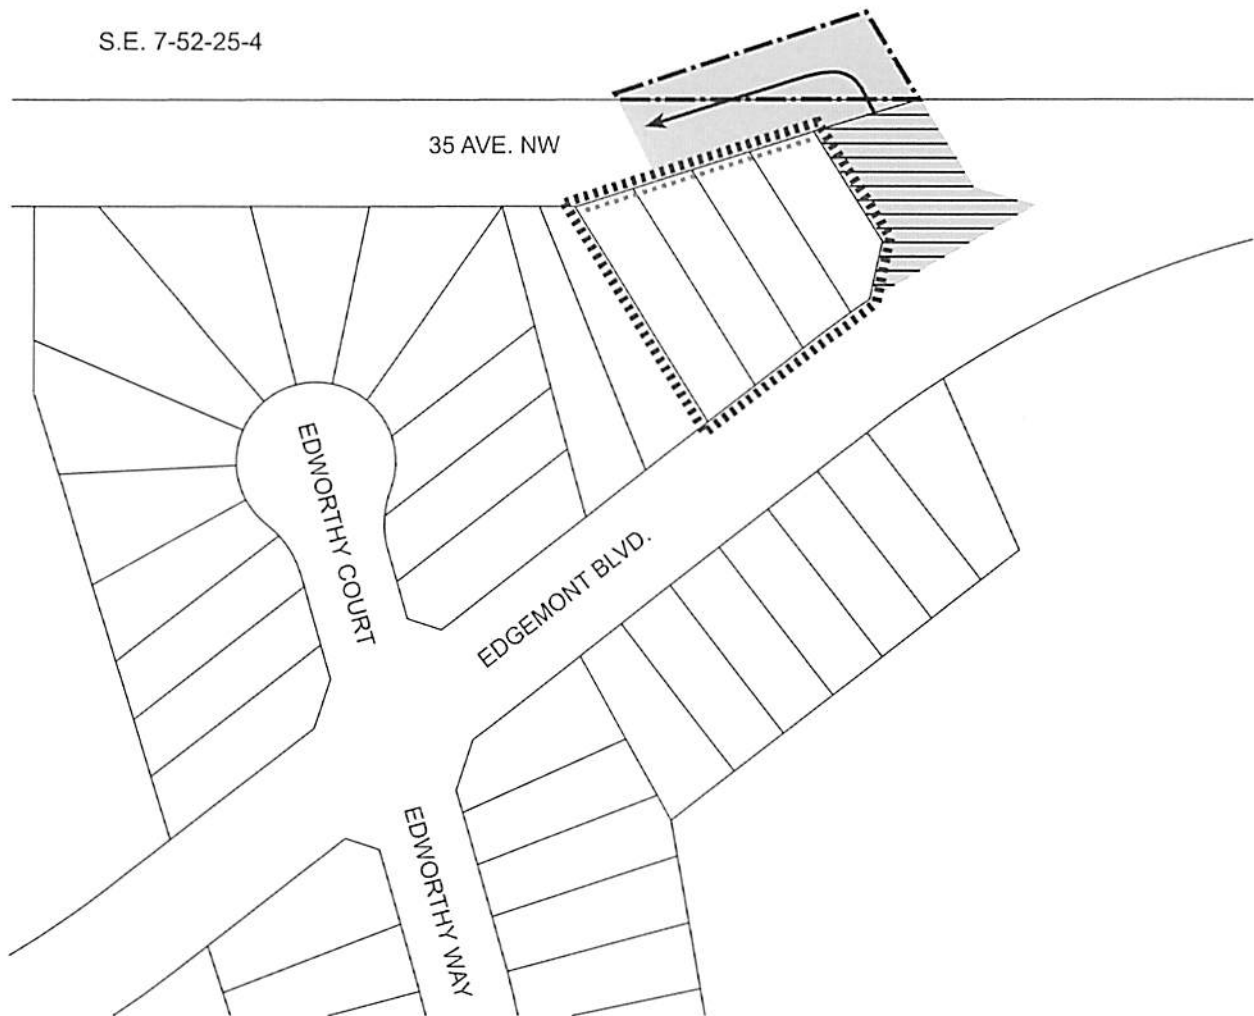 S.E. 7-52-25-4
35 AVE. NW
EDWORTHY COURT
EDGEMONT BLVD.
EDWORTHY WAY